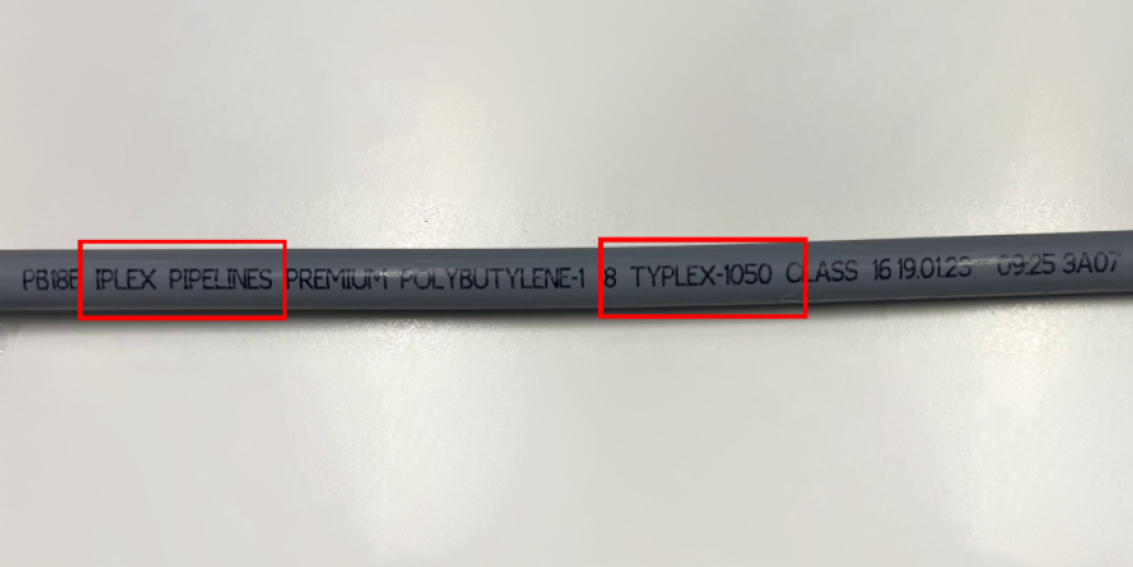 PB18E IPLEX PIPELINES PREMIUM POLYBUTYLENE-1 8 TYPLEX-1050 CLASS 16 19.01.23 09:25 3A07